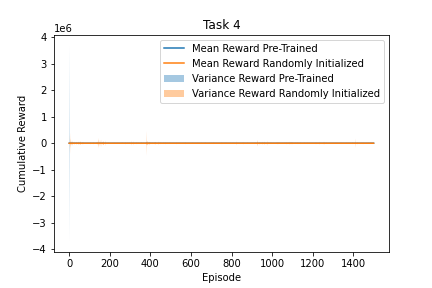 Task 4
1e6
Mean Reward Pre-Trained
Mean Reward Randomly Initialized
Variance Reward Pre-Trained
Variance Reward Randomly Initialized
Cumulative Reward
4
3
2
1
0
−1
−2
−3
−4
0 200 400 600 800 1000 1200 1400
Episode